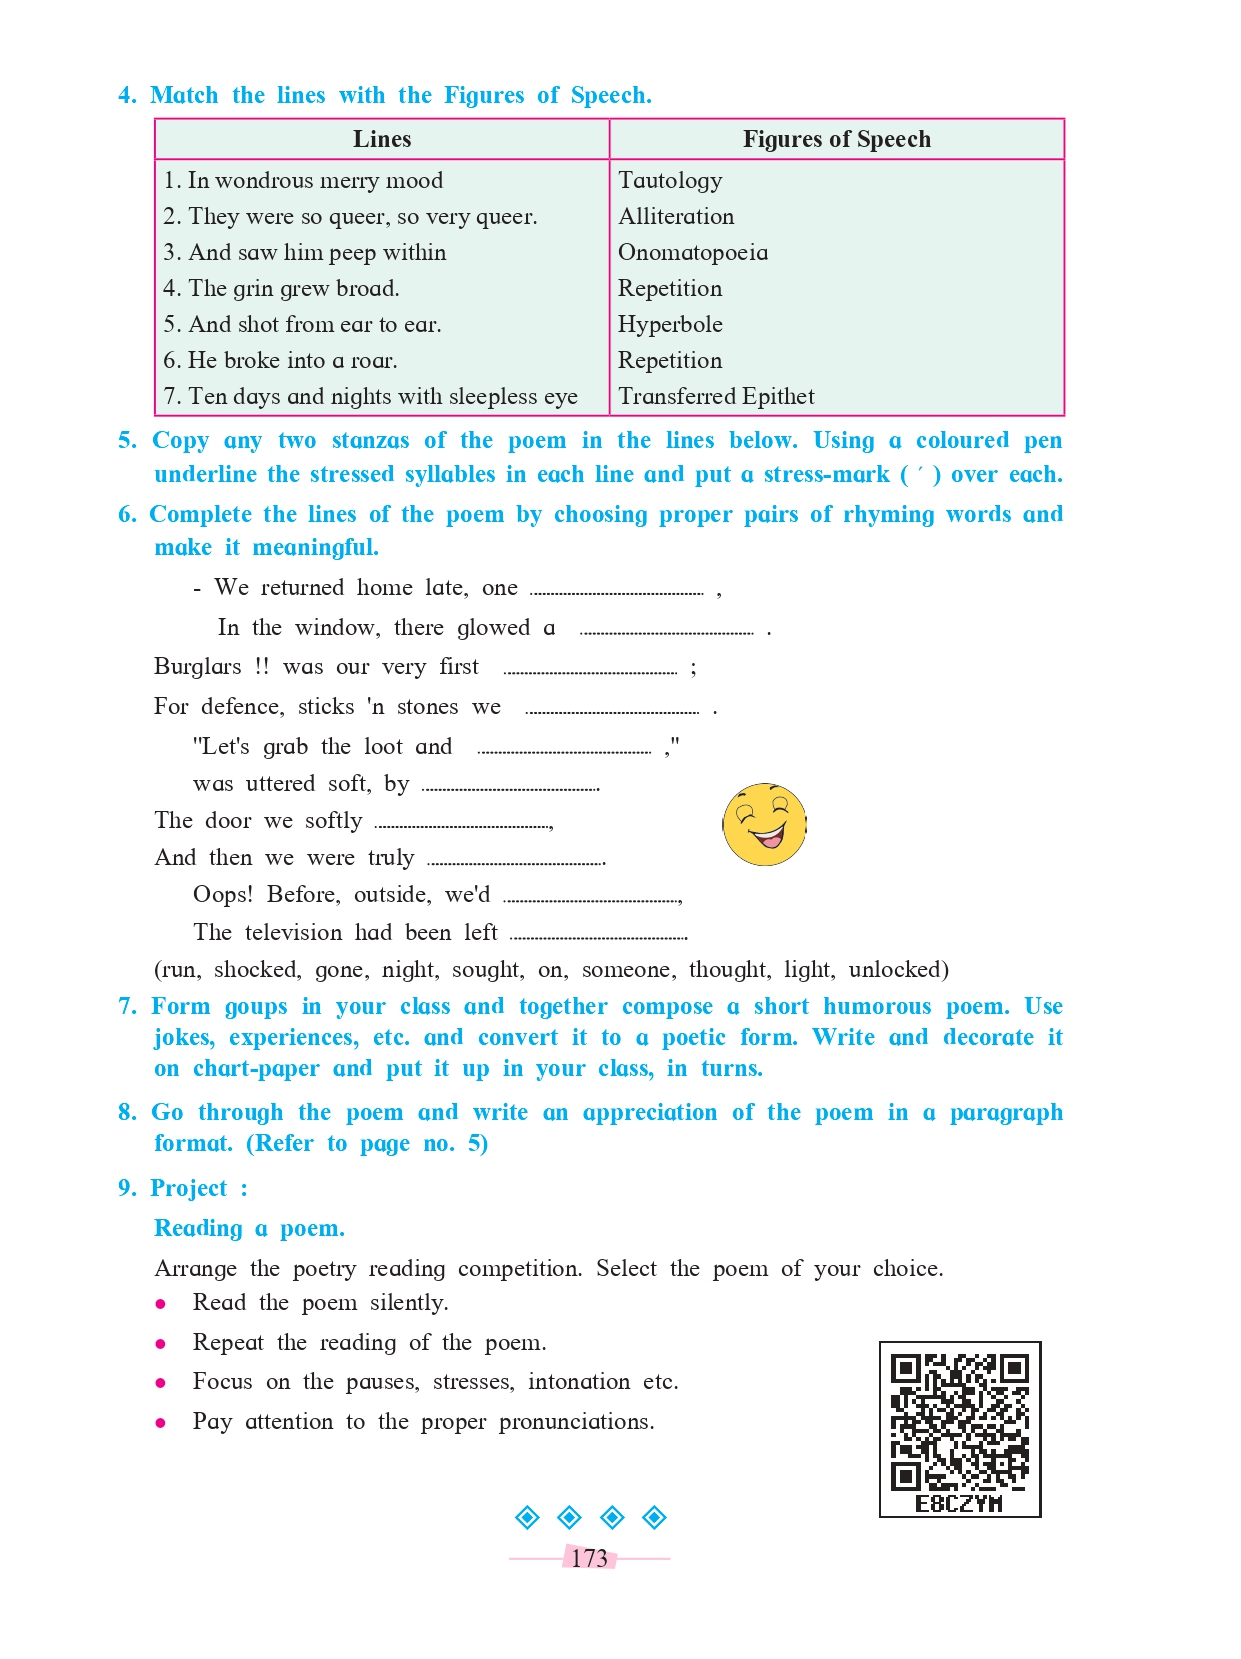 4. Match the lines with the Figures of Speech.
Lines Figures of Speech
1. In wondrous merry mood Tautology
2. They were so queer, so very queer. Alliteration
3. And saw him peep within Onomatopoeia
4. The grin grew broad. Repetition
5. And shot from ear to ear. Hyperbole
6. He broke into a roar. Repetition
7. Ten days and nights with sleepless eye Transferred Epithet
5. Copy any two stanzas of the poem in the lines below. Using a coloured pen
underline the stressed syllables in each line and put a stress-mark ( ´ ) over each.
6. Complete the lines of the poem by choosing proper pairs of rhyming words and
make it meaningful.
- We returned home late, one .......................................... ,
In the window, there glowed a .......................................... .
Burglars !! was our very first .......................................... ;
For defence, sticks 'n stones we .......................................... .
"Let's grab the loot and .......................................... ,"
was uttered soft, by ...........................................
The door we softly ..........................................,
And then we were truly ...........................................
Oops! Before, outside, we'd ..........................................,
The television had been left ...........................................
(run, shocked, gone, night, sought, on, someone, thought, light, unlocked)
7. Form goups in your class and together compose a short humorous poem. Use
jokes, experiences, etc. and convert it to a poetic form. Write and decorate it
on chart-paper and put it up in your class, in turns.
8. Go through the poem and write an appreciation of the poem in a paragraph
format. (Refer to page no. 5)
9. Project :
Reading a poem.
Arrange the poetry reading competition. Select the poem of your choice.
● Read the poem silently.
● Repeat the reading of the poem.
● Focus on the pauses, stresses, intonation etc.
● Pay attention to the proper pronunciations.
E8CZYM
173